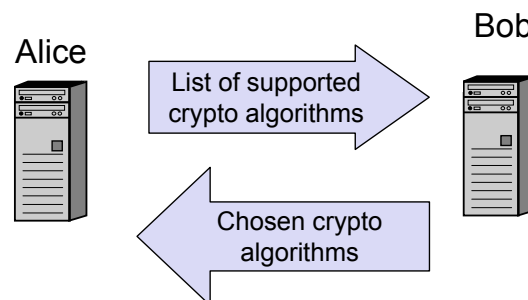 Alice
Bob
List of supported
crypto algorithms
Chosen crypto
algorithms